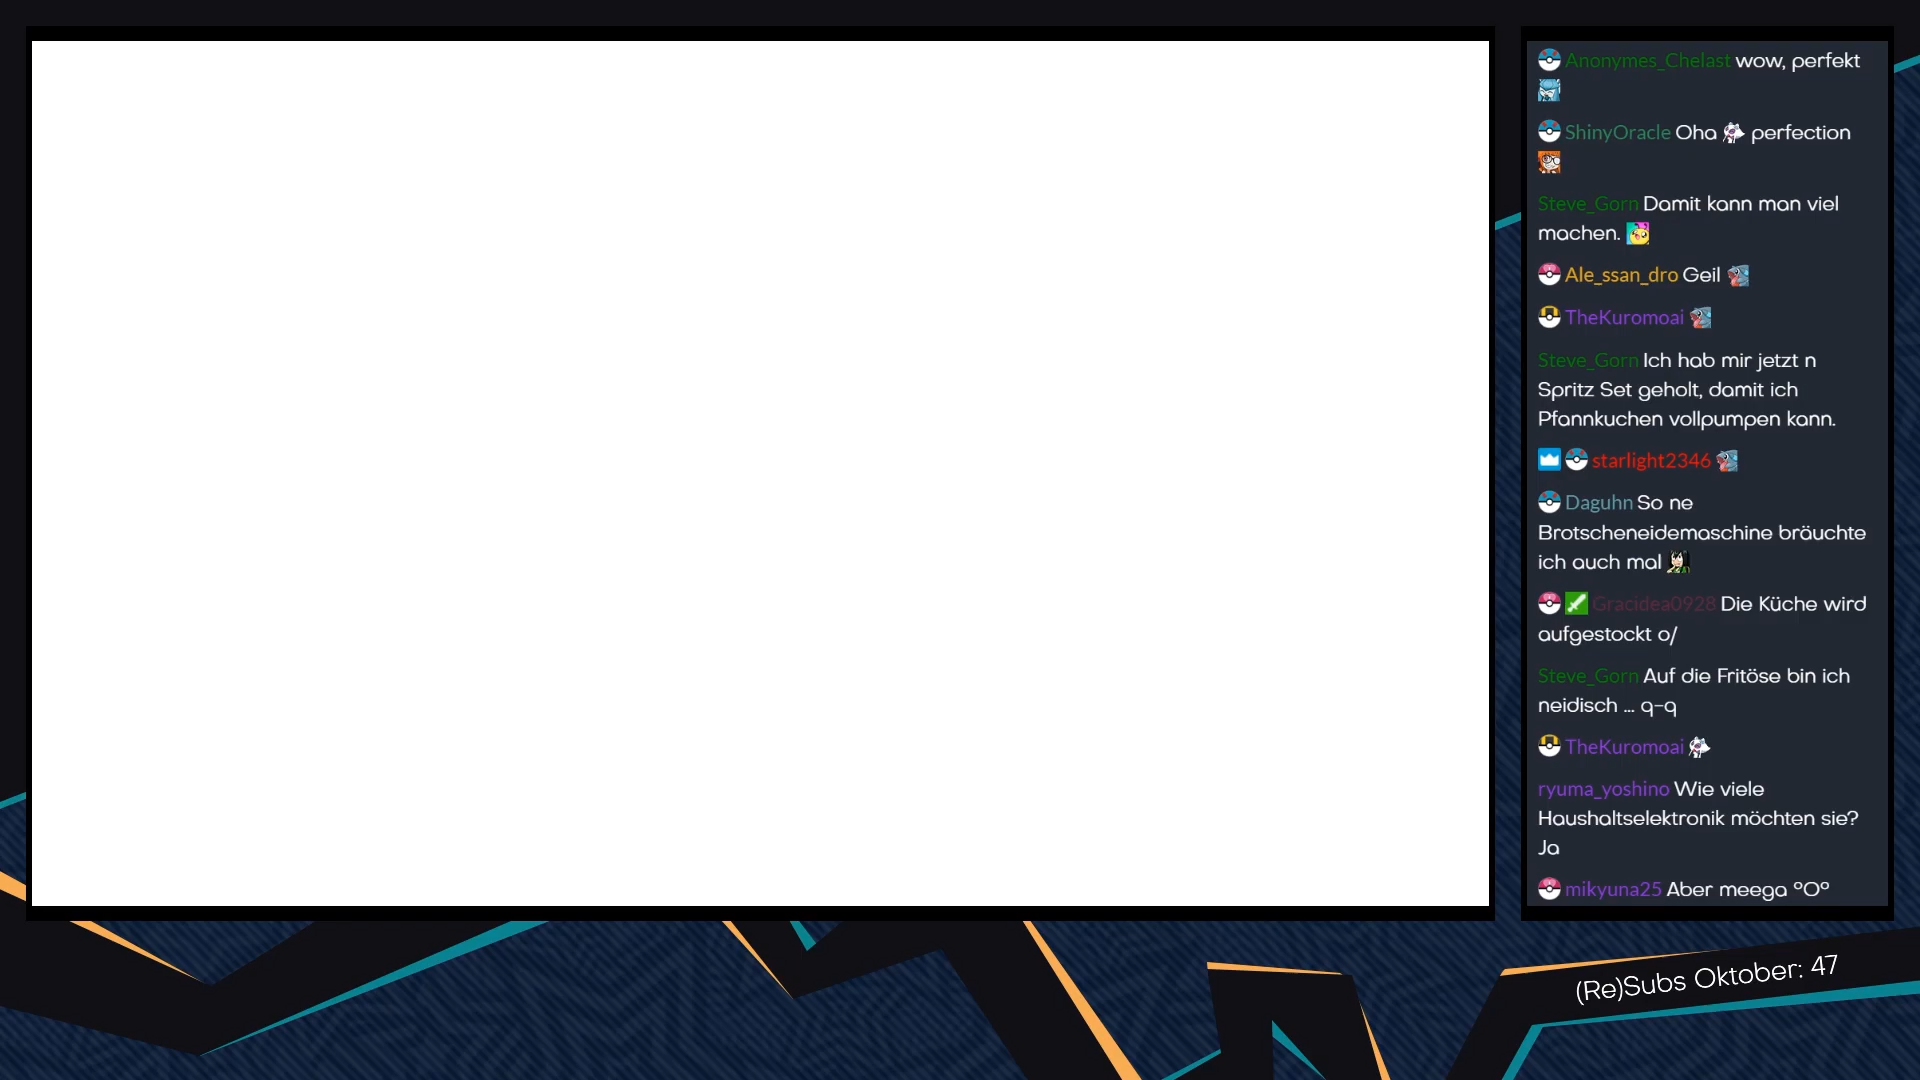 Anonymes_Chelast wow, perfekt
ShinyOracle Oha perfection
Steve_Gorn Damit kann man viel
machen.
Ale_ssan_dro Geil
TheKuromoai
Steve_Gorn Ich hab mir jetzt n
Spritz Set geholt, damit ich
Pfannkuchen vollpumpen kann.
starlight2346
Daguhn So ne
Brotscheneidemaschine bräuchte
ich auch mal
Gracidea0928 Die Küche wird
aufgestockt o/
Steve_Gorn Auf die Fritöse bin ich
neidisch ... q-q
TheKuromoai
ryuma_yoshino Wie viele
Haushaltselektronik möchten sie?
Ja
mikyuna25 Aber meega °O°
(Re)Subs Oktober: 47